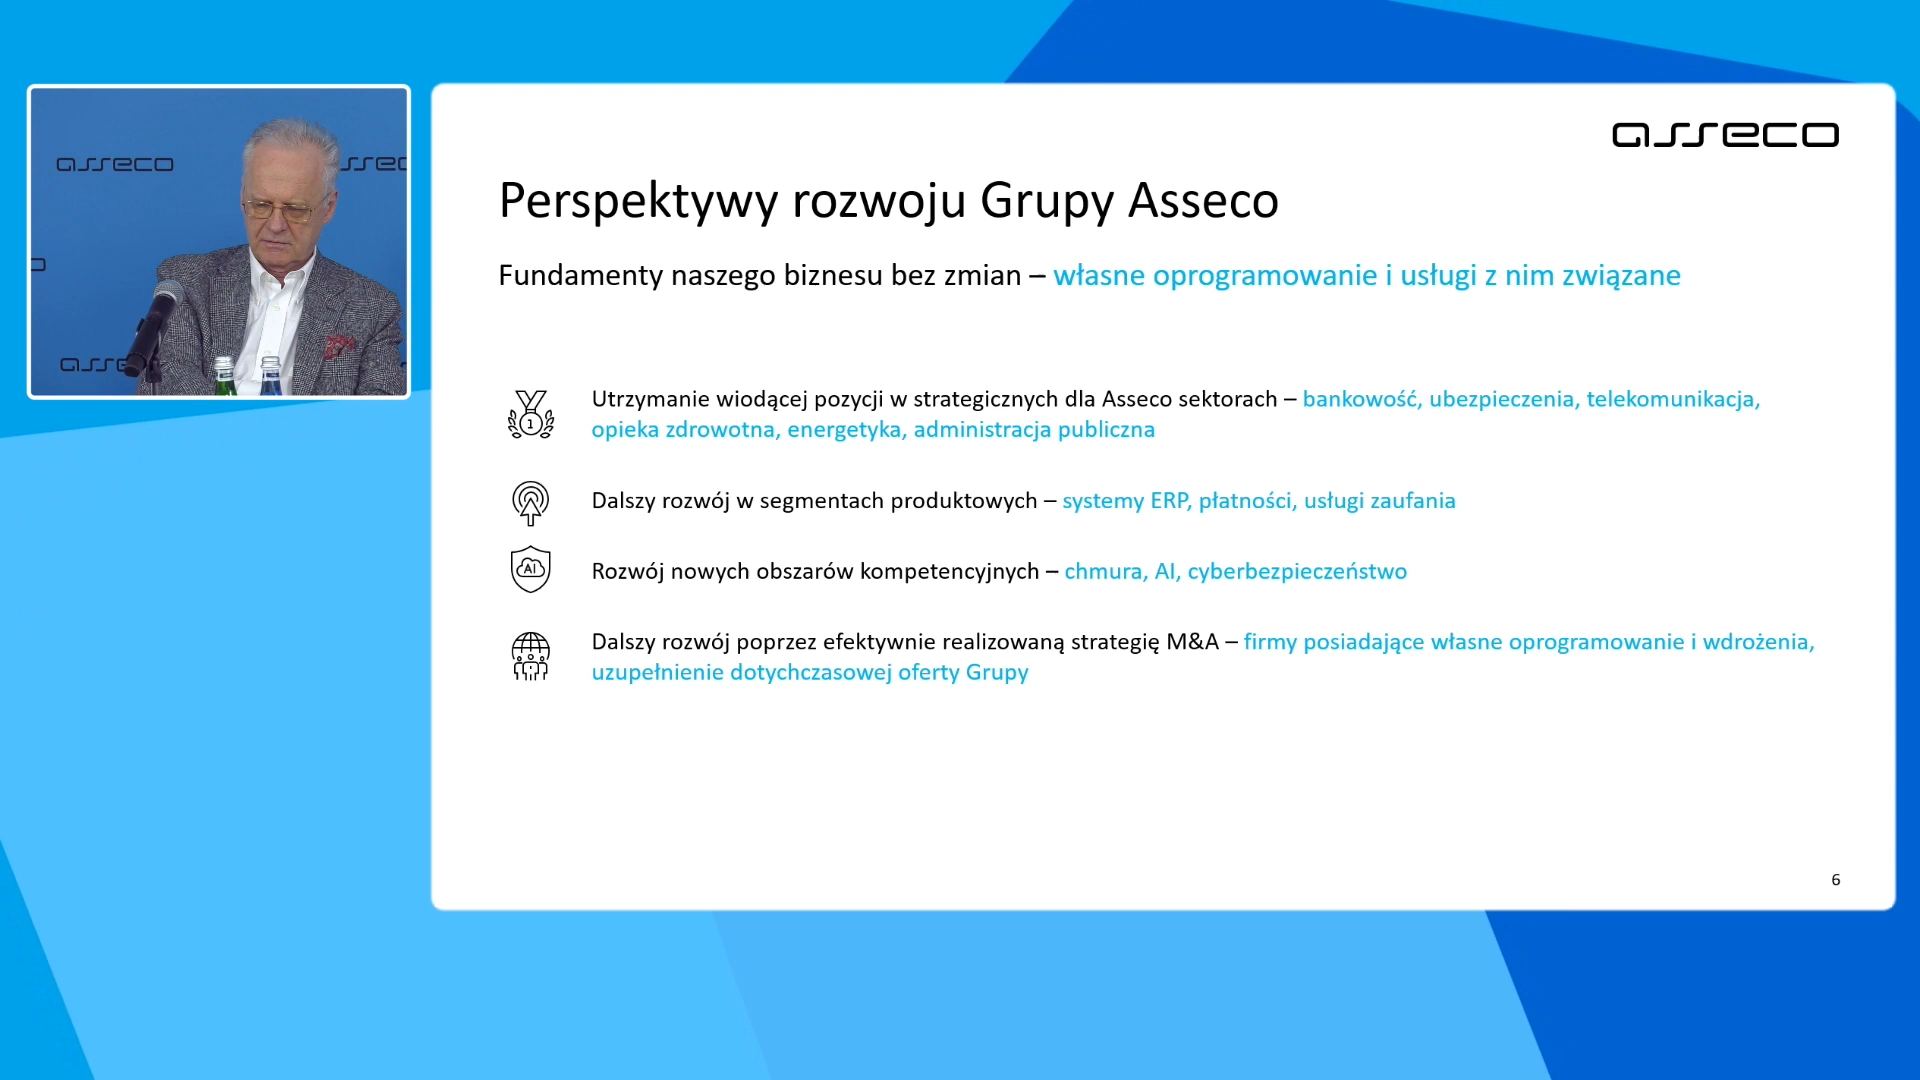 asseco
asseco
asseco
Perspektywy rozwoju Grupy Asseco
Fundamenty naszego biznesu bez zmian – własne oprogramowanie i usługi z nim związane
1
Utrzymanie wiodącej pozycji w strategicznych dla Asseco sektorach – bankowość, ubezpieczenia, telekomunikacja,
opieka zdrowotna, energetyka, administracja publiczna
Dalszy rozwój w segmentach produktowych – systemy ERP, płatności, usługi zaufania
AI
Rozwój nowych obszarów kompetencyjnych – chmura, AI, cyberbezpieczeństwo
Dalszy rozwój poprzez efektywnie realizowaną strategię M&A – firmy posiadające własne oprogramowanie i wdrożenia,
uzupełnienie dotychczasowej oferty Grupy
6